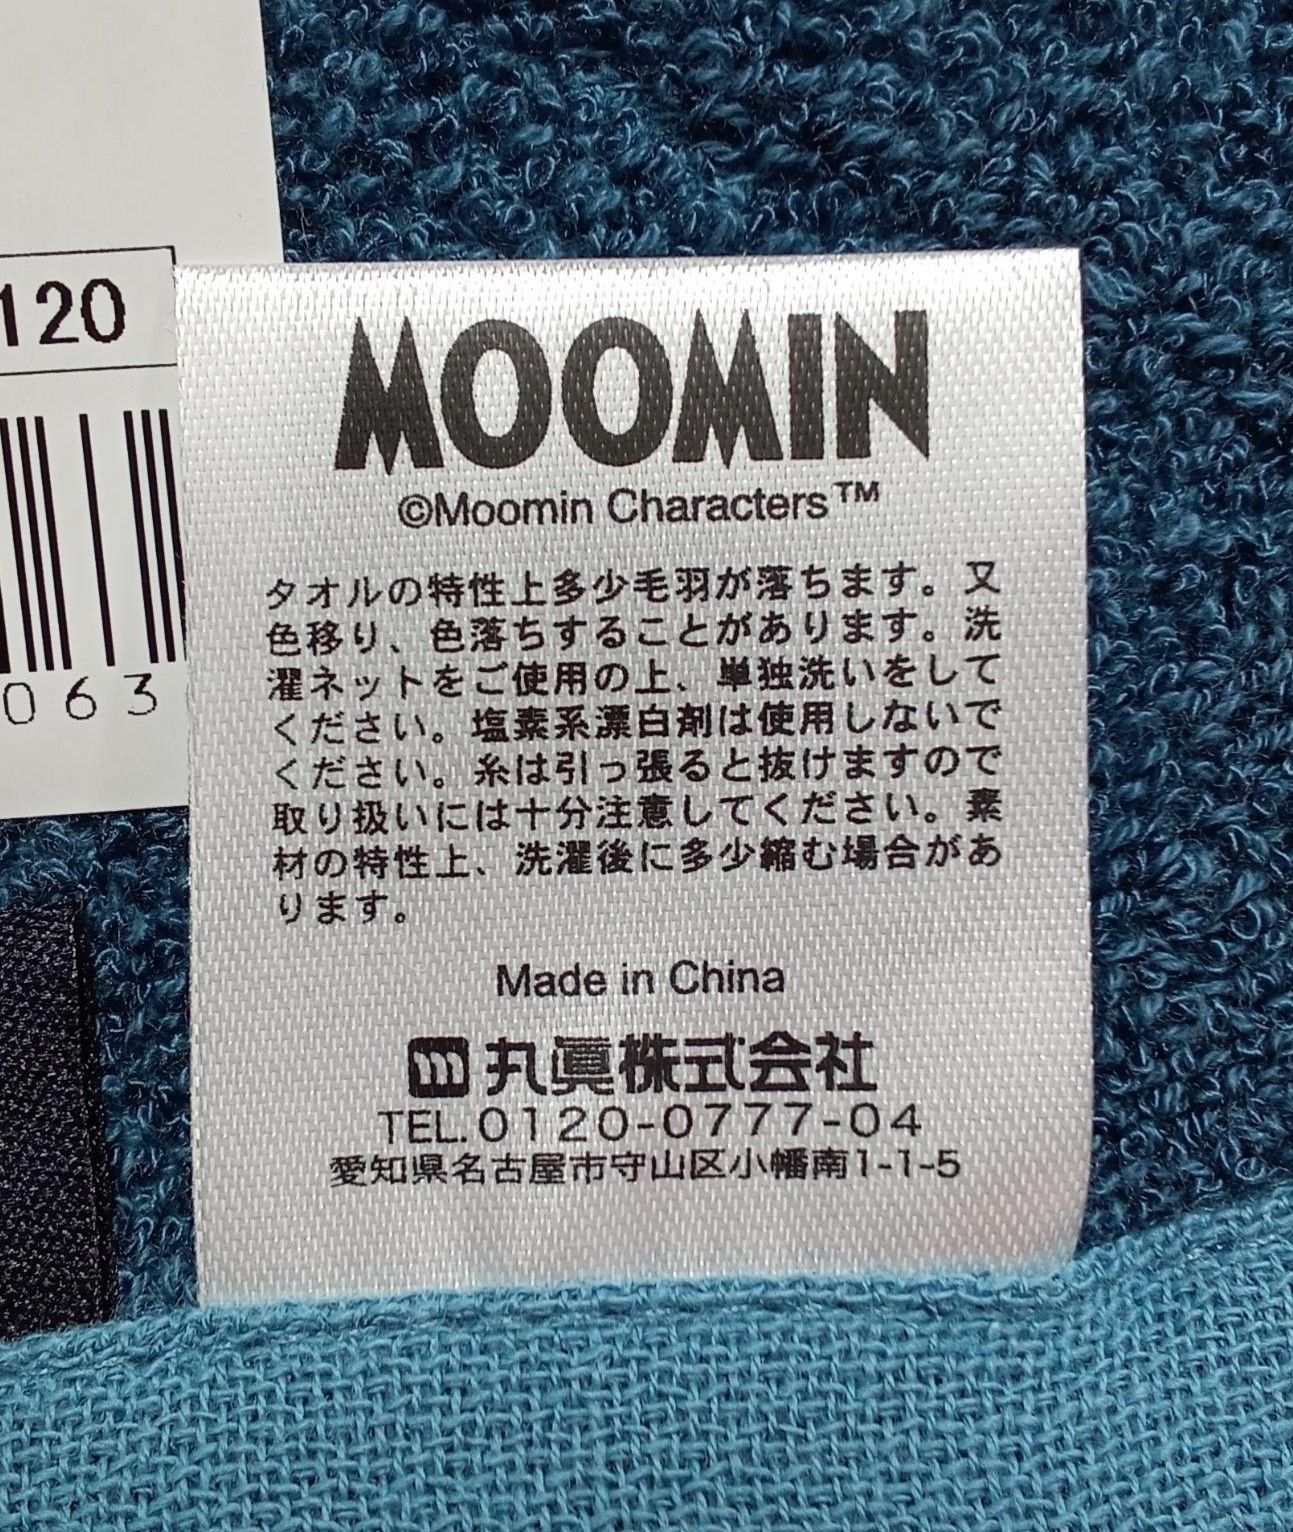 120
063
MOOMIN
©Moomin Characters™
タオルの特性上多少毛羽が落ちます。又
色移り、色落ちすることがあります。洗
濯ネットをご使用の上、単独洗いをして
ください。塩素系漂白剤は使用しないで
ください。糸は引っ張ると抜けますので
取り扱いには十分注意してください。素
材の特性上、洗濯後に多少縮む場合があ
ります。
Made in China
丸眞株式会社
TEL.0120-0777-04
愛知県名古屋市守山区小幡南1-1-5